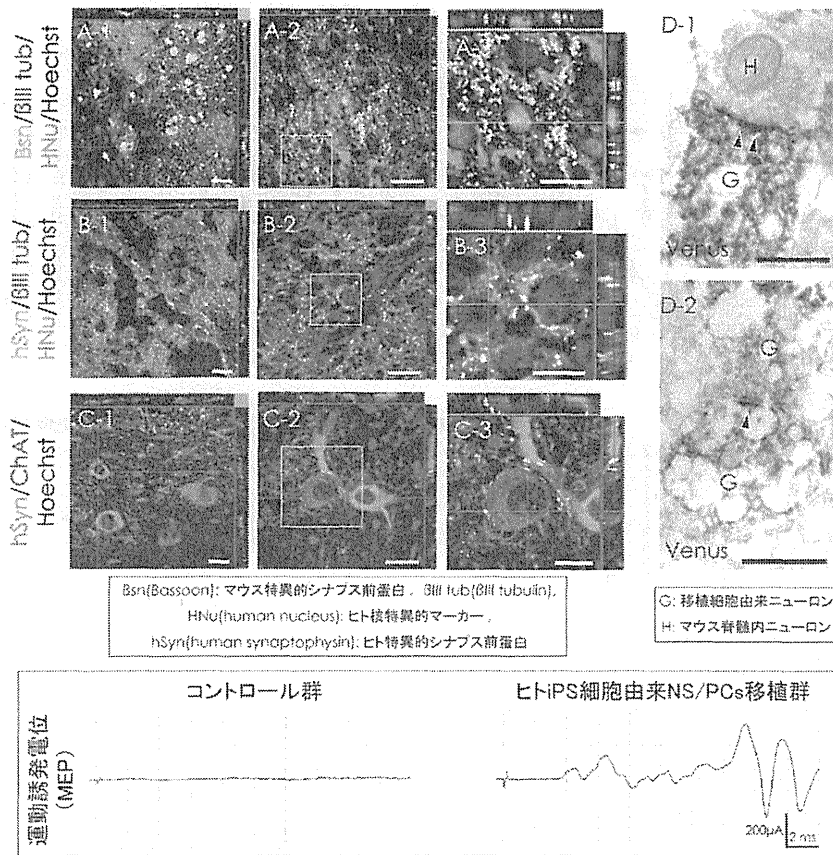 Bsn/βIII tub/
HNu/Hoechst
A-1
A-2
hSyn/βIII tub/
HNu/Hoechst
B-1
B-2
B-3
hSyn/ChAT/
Hoechst
C-1
C-2
C-3
D-1
H
G
Venus
D-2
G
G
Venus
Bsn(Bassoon): マウス特異的シナプス前蛋白, βIII tub(βIII tubulin),
HNu(human nucleus): ヒト核特異的マーカー,
hSyn(human synaptophysin): ヒト特異的シナプス前蛋白
G: 移植細胞由来ニューロン
H: マウス脊髄内ニューロン
コントロール群
ヒトiPS細胞由来NS/PCs移植群
運動誘発電位
(MEP)
200μA
2 ms